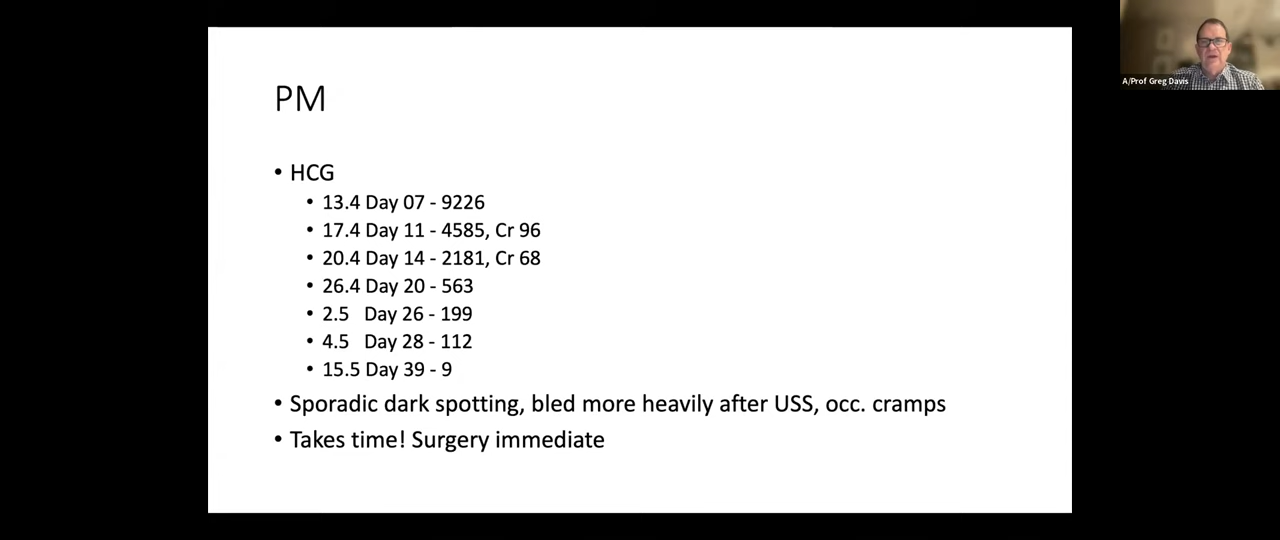 PM
• HCG
• 13.4 Day 07 - 9226
• 17.4 Day 11 - 4585, Cr 96
• 20.4 Day 14 - 2181, Cr 68
• 26.4 Day 20 - 563
• 2.5 Day 26 - 199
• 4.5 Day 28 - 112
• 15.5 Day 39 - 9
• Sporadic dark spotting, bled more heavily after USS, occ. cramps
• Takes time! Surgery immediate
A/Prof Greg Davis